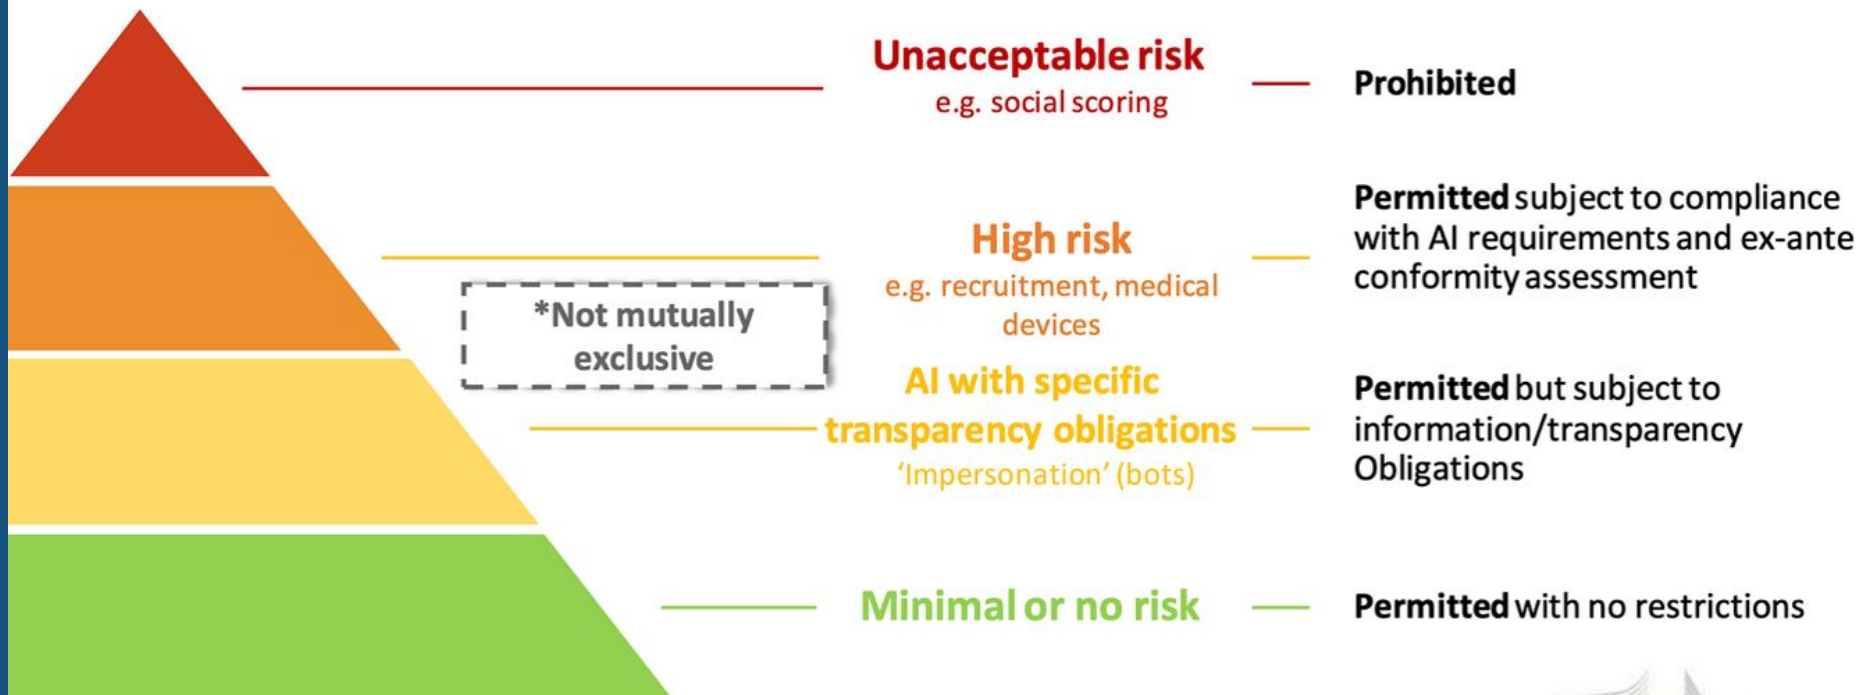 Unacceptable risk
e.g. social scoring
Prohibited
High risk
e.g. recruitment, medical
devices
Permitted subject to compliance
with AI requirements and ex-ante
conformity assessment
*Not mutually
exclusive
AI with specific
transparency obligations
‘Impersonation’ (bots)
Permitted but subject to
information/transparency
Obligations
Minimal or no risk
Permitted with no restrictions